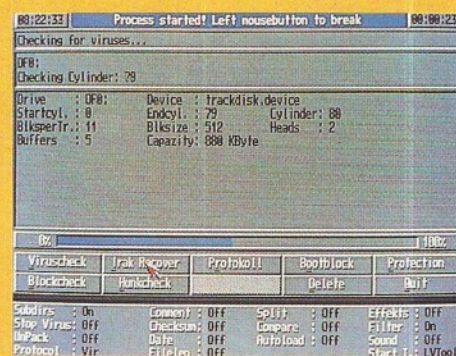 08:22:33 Process started! Left mousebutton to break 00:00:23
Checking for viruses...
DF0:
Checking Cylinder: 79
Drive : DF0: Device : trackdisk.device
Startcyl. : 0 Endcyl. : 79 Cylinder: 80
BlksperTr.: 11 Blksize : 512 Heads : 2
Buffers : 5 Capazity: 880 KByte
0% 100%
Viruscheck Trak Recover Protokoll Bootblock Protection
Blockcheck Hunkcheck Delete Quit
Subdirs : On Comment : Off Split : Off Effekts : Off
Stop Virus: Off Checksum: Off Compare : Off Filter : On
UnPack : Off Date : Off Autoload : Off Sound : Off
Protocol : Vir Filelen : Off